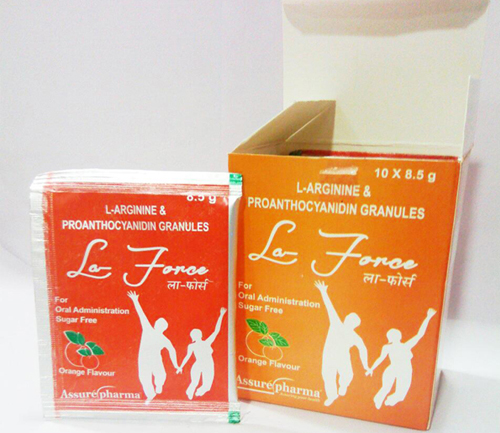 8.5 g
L-ARGININE &
PROANTHOCYANIDIN GRANULES
La-Force
ला-फोर्स
For
Oral Administration
Sugar Free
Orange Flavour
Assure pharma
10 X 8.5 g
L-ARGININE &
PROANTHOCYANIDIN GRANULES
La-Force
ला-फोर्स
For
Oral Administration
Sugar Free
Orange Flavour
Assure pharma